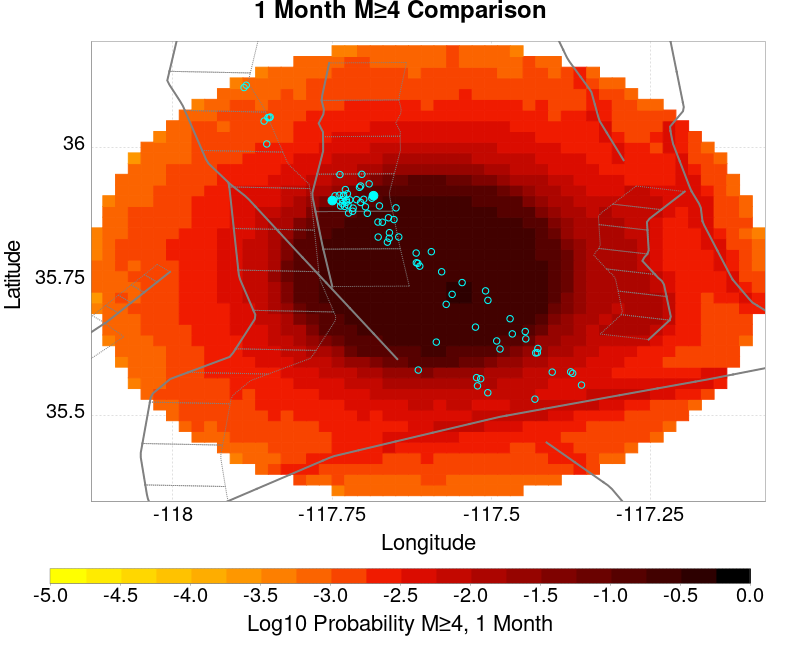 1 Month M≥4 Comparison
36
35.75
35.5
Latitude
-118 -117.75 -117.5 -117.25
Longitude
-5.0 -4.5 -4.0 -3.5 -3.0 -2.5 -2.0 -1.5 -1.0 -0.5 0.0
Log10 Probability M≥4, 1 Month